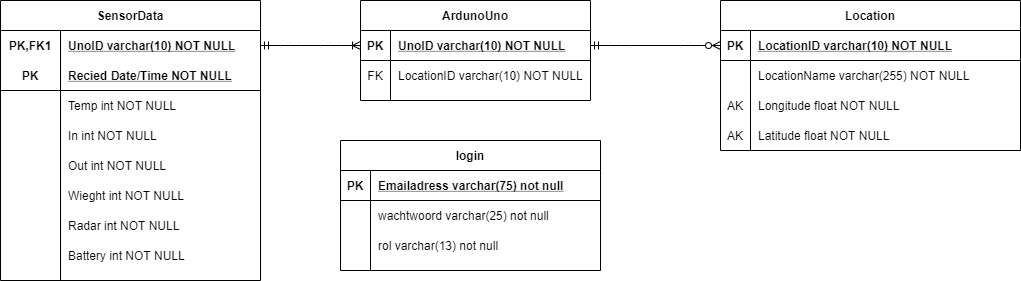 SensorData
PK,FK1 UnoID varchar(10) NOT NULL
PK Recied Date/Time NOT NULL
Temp int NOT NULL
In int NOT NULL
Out int NOT NULL
Wieght int NOT NULL
Radar int NOT NULL
Battery int NOT NULL
ArdunoUno
PK UnoID varchar(10) NOT NULL
FK LocationID varchar(10) NOT NULL
Location
PK LocationID varchar(10) NOT NULL
LocationName varchar(255) NOT NULL
AK Longitude float NOT NULL
AK Latitude float NOT NULL
login
PK Emailadress varchar(75) not null
wachtwoord varchar(25) not null
rol varchar(13) not null